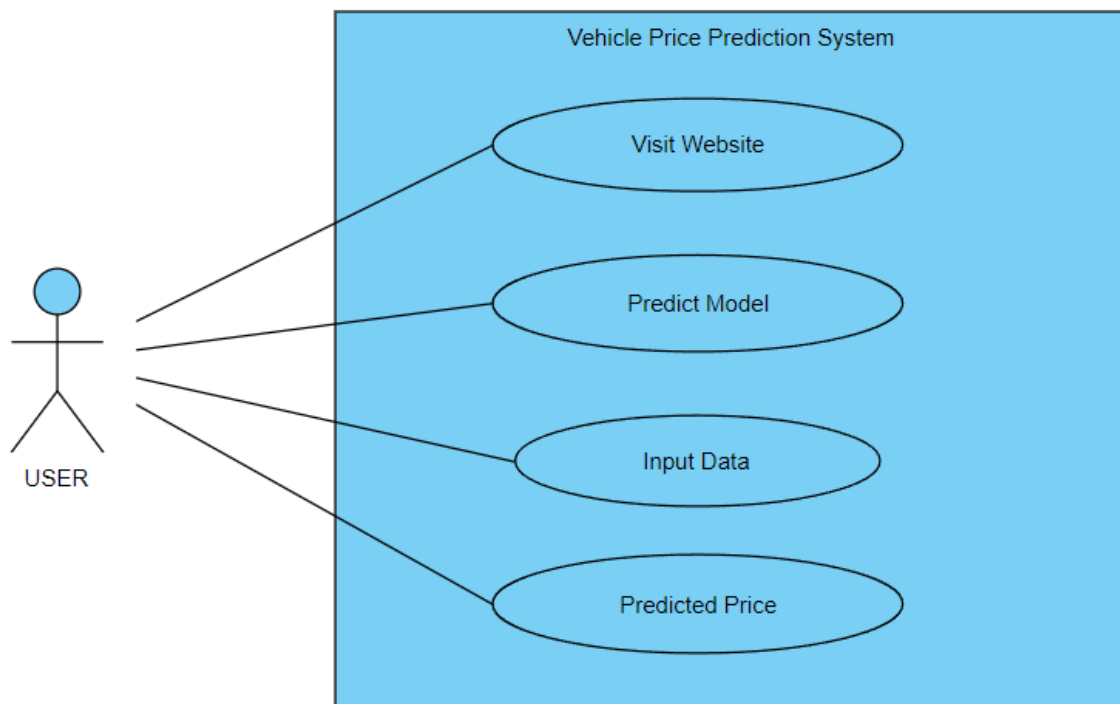 Vehicle Price Prediction System
Visit Website
Predict Model
Input Data
USER
Predicted Price